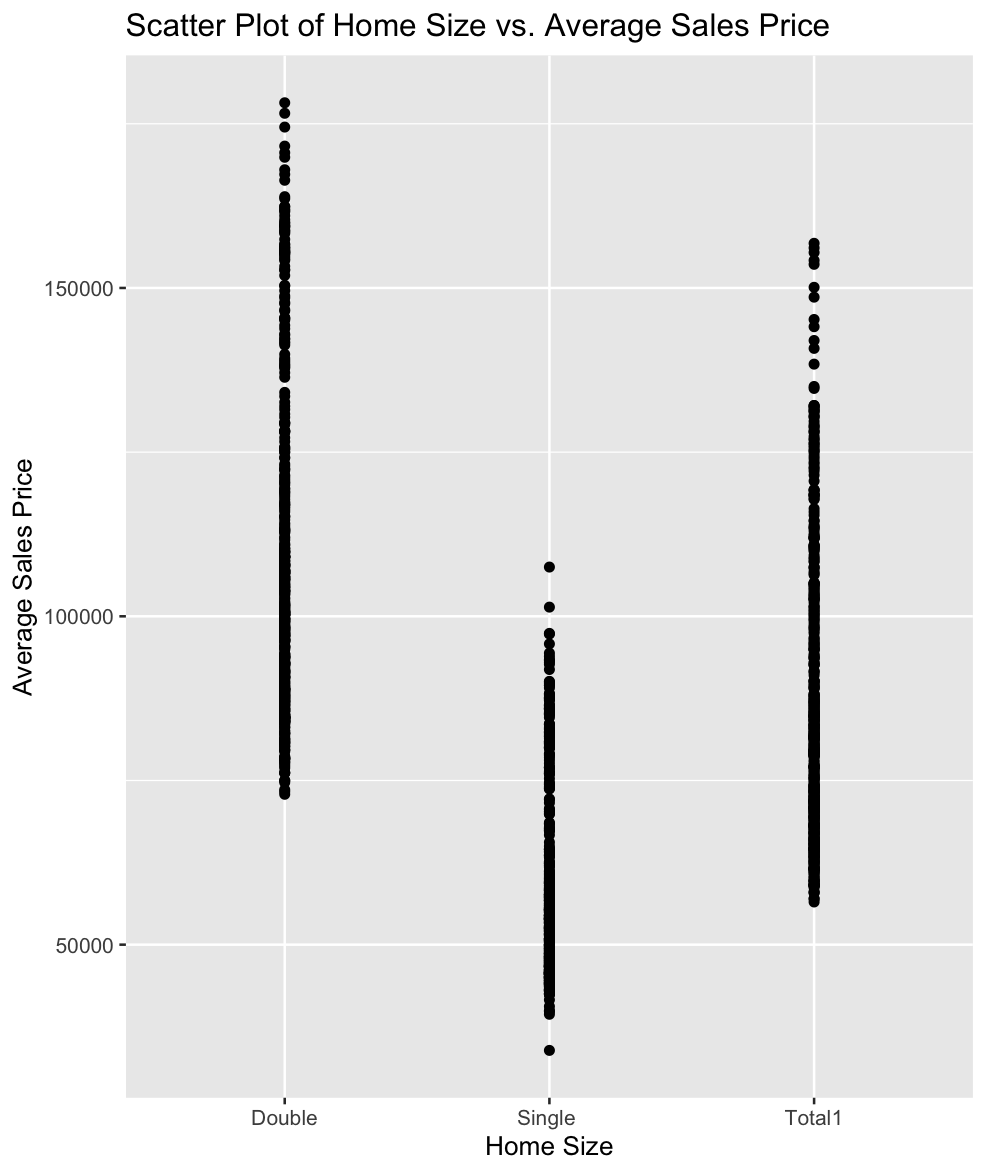 Scatter Plot of Home Size vs. Average Sales Price
Average Sales Price
150000
100000
50000
Double Single Total1
Home Size